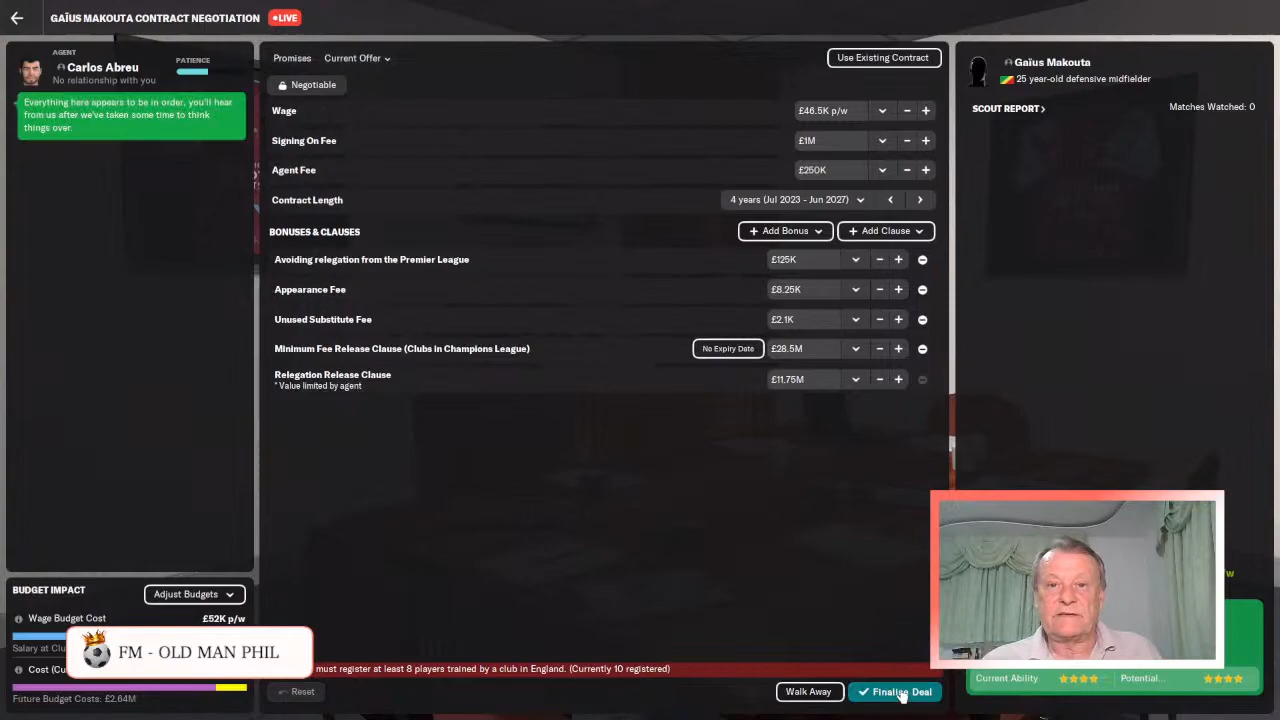 GAÏUS MAKOUTA CONTRACT NEGOTIATION
LIVE
AGENT
Carlos Abreu
No relationship with you
PATIENCE
Everything here appears to be in order, you'll hear
from us after we've taken some time to think
things over.
Promises
Current Offer
Use Existing Contract
Negotiable
Wage
£46.5K p/w
Signing On Fee
£1M
Agent Fee
£250K
Contract Length
4 years (Jul 2023 - Jun 2027)
BONUSES & CLAUSES
Add Bonus
Add Clause
Avoiding relegation from the Premier League
£125K
Appearance Fee
£8.25K
Unused Substitute Fee
£2.1K
Minimum Fee Release Clause (Clubs in Champions League)
No Expiry Date
£28.5M
Relegation Release Clause
* Value limited by agent
£11.75M
Gaïus Makouta
25 year-old defensive midfielder
SCOUT REPORT
Matches Watched: 0
BUDGET IMPACT
Adjust Budgets
Wage Budget Cost
£52K p/w
Salary at Clu
Cost (Cu
Future Budget Costs: £2.64M
FM - OLD MAN PHIL
must register at least 8 players trained by a club in England. (Currently 10 registered)
Reset
Walk Away
Finalise Deal
Current Ability
Potential...